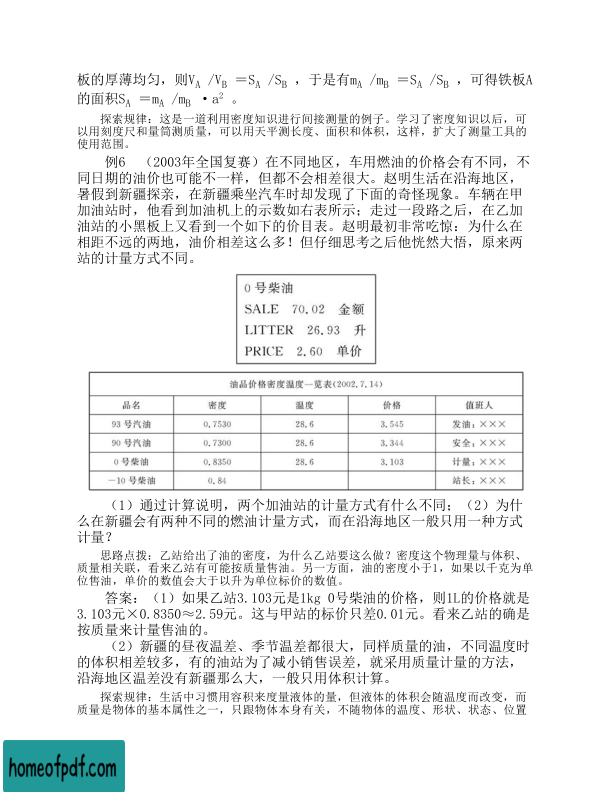 板的厚薄均匀，则V_A /V_B ＝S_A /S_B ，于是有m_A /m_B ＝S_A /S_B ，可得铁板A
的面积S_A ＝m_A /m_B ·a² 。
探索规律：这是一道利用密度知识进行间接测量的例子。学习了密度知识以后，可
以用刻度尺和量筒测质量，可以用天平测长度、面积和体积，这样，扩大了测量工具的
使用范围。
例6　（2003年全国复赛）在不同地区，车用燃油的价格会有不同，不
同日期的油价也可能不一样，但都不会相差很大。赵明生活在沿海地区，
暑假到新疆探亲，在新疆乘坐汽车时却发现了下面的奇怪现象。车辆在甲
加油站时，他看到加油机上的示数如右表所示；走过一段路之后，在乙加
油站的小黑板上又看到一个如下的价目表。赵明最初非常吃惊：为什么在
相距不远的两地，油价相差这么多！但仔细思考之后他恍然大悟，原来两
站的计量方式不同。
0号柴油
SALE 70.02 金额
LITTER 26.93 升
PRICE 2.60 单价
油品价格密度温度一览表(2002.7.14)
品名 密度 温度 价格 值班人
93号汽油 0.7530 28.6 3.545 发油：×××
90号汽油 0.7300 28.6 3.344 安全：×××
0号柴油 0.8350 28.6 3.103 计量：×××
－10号柴油 0.84 站长：×××
（1）通过计算说明，两个加油站的计量方式有什么不同；（2）为什
么在新疆会有两种不同的燃油计量方式，而在沿海地区一般只用一种方式
计量？
思路点拨：乙站给出了油的密度，为什么乙站要这么做？密度这个物理量与体积、
质量相关联，看来乙站有可能按质量售油。另一方面，油的密度小于1，如果以千克为单
位售油，单价的数值会大于以升为单位标价的数值。
答案：（1）如果乙站3.103元是1kg 0号柴油的价格，则1L的价格就是
3.103元×0.8350≈2.59元。这与甲站的标价只差0.01元。看来乙站的确是
按质量来计量售油的。
（2）新疆的昼夜温差、季节温差都很大，同样质量的油，不同温度时
的体积相差较多，有的油站为了减小销售误差，就采用质量计量的方法，
沿海地区温差没有新疆那么大，一般只用体积计算。
探索规律：生活中习惯用容积来度量液体的量，但液体的体积会随温度而改变，而
质量是物体的基本属性之一，只跟物体本身有关，不随物体的温度、形状、状态、位置
homeofpdf.com